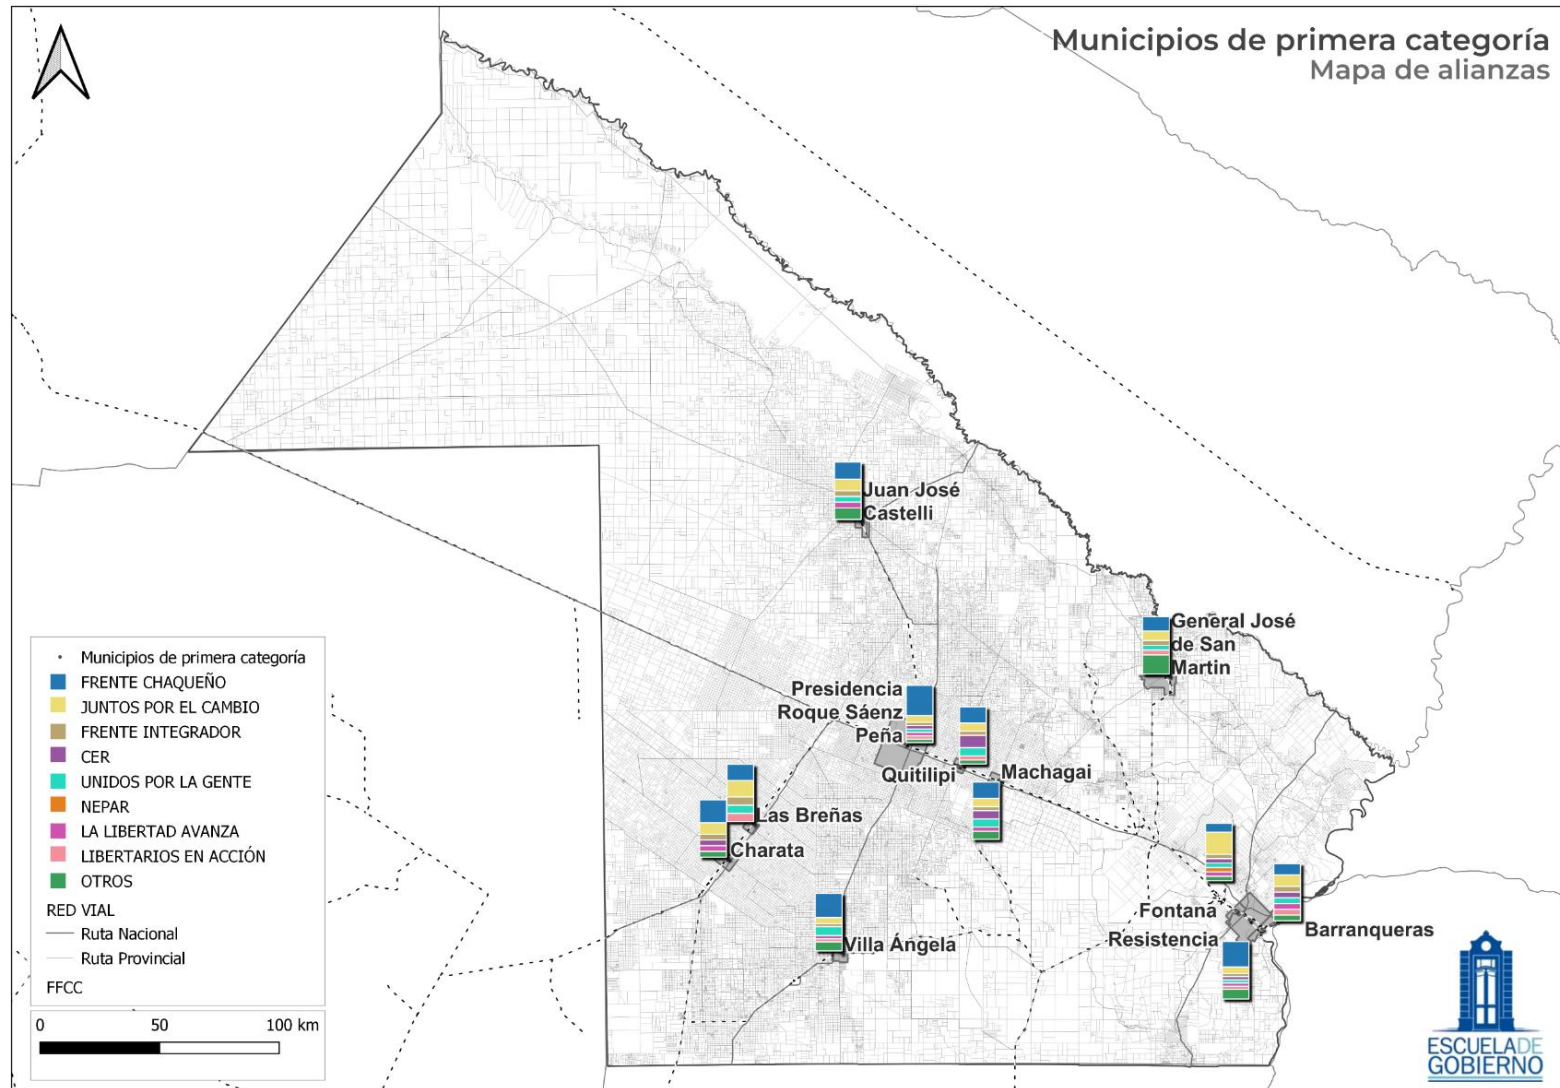 Municipios de primera categoría
Mapa de alianzas
Juan José
Castelli
General José
de San
Martin
Presidencia
Roque Sáenz
Peña
Quitilipi
Machagai
Las Breñas
Charata
Villa Ángela
Fontana
Resistencia
Barranqueras
Municipios de primera categoría
FRENTE CHAQUEÑO
JUNTOS POR EL CAMBIO
FRENTE INTEGRADOR
CER
UNIDOS POR LA GENTE
NEPAR
LA LIBERTAD AVANZA
LIBERTARIOS EN ACCIÓN
OTROS
RED VIAL
Ruta Nacional
Ruta Provincial
FFCC
0 50 100 km
ESCUELADE
GOBIERNO